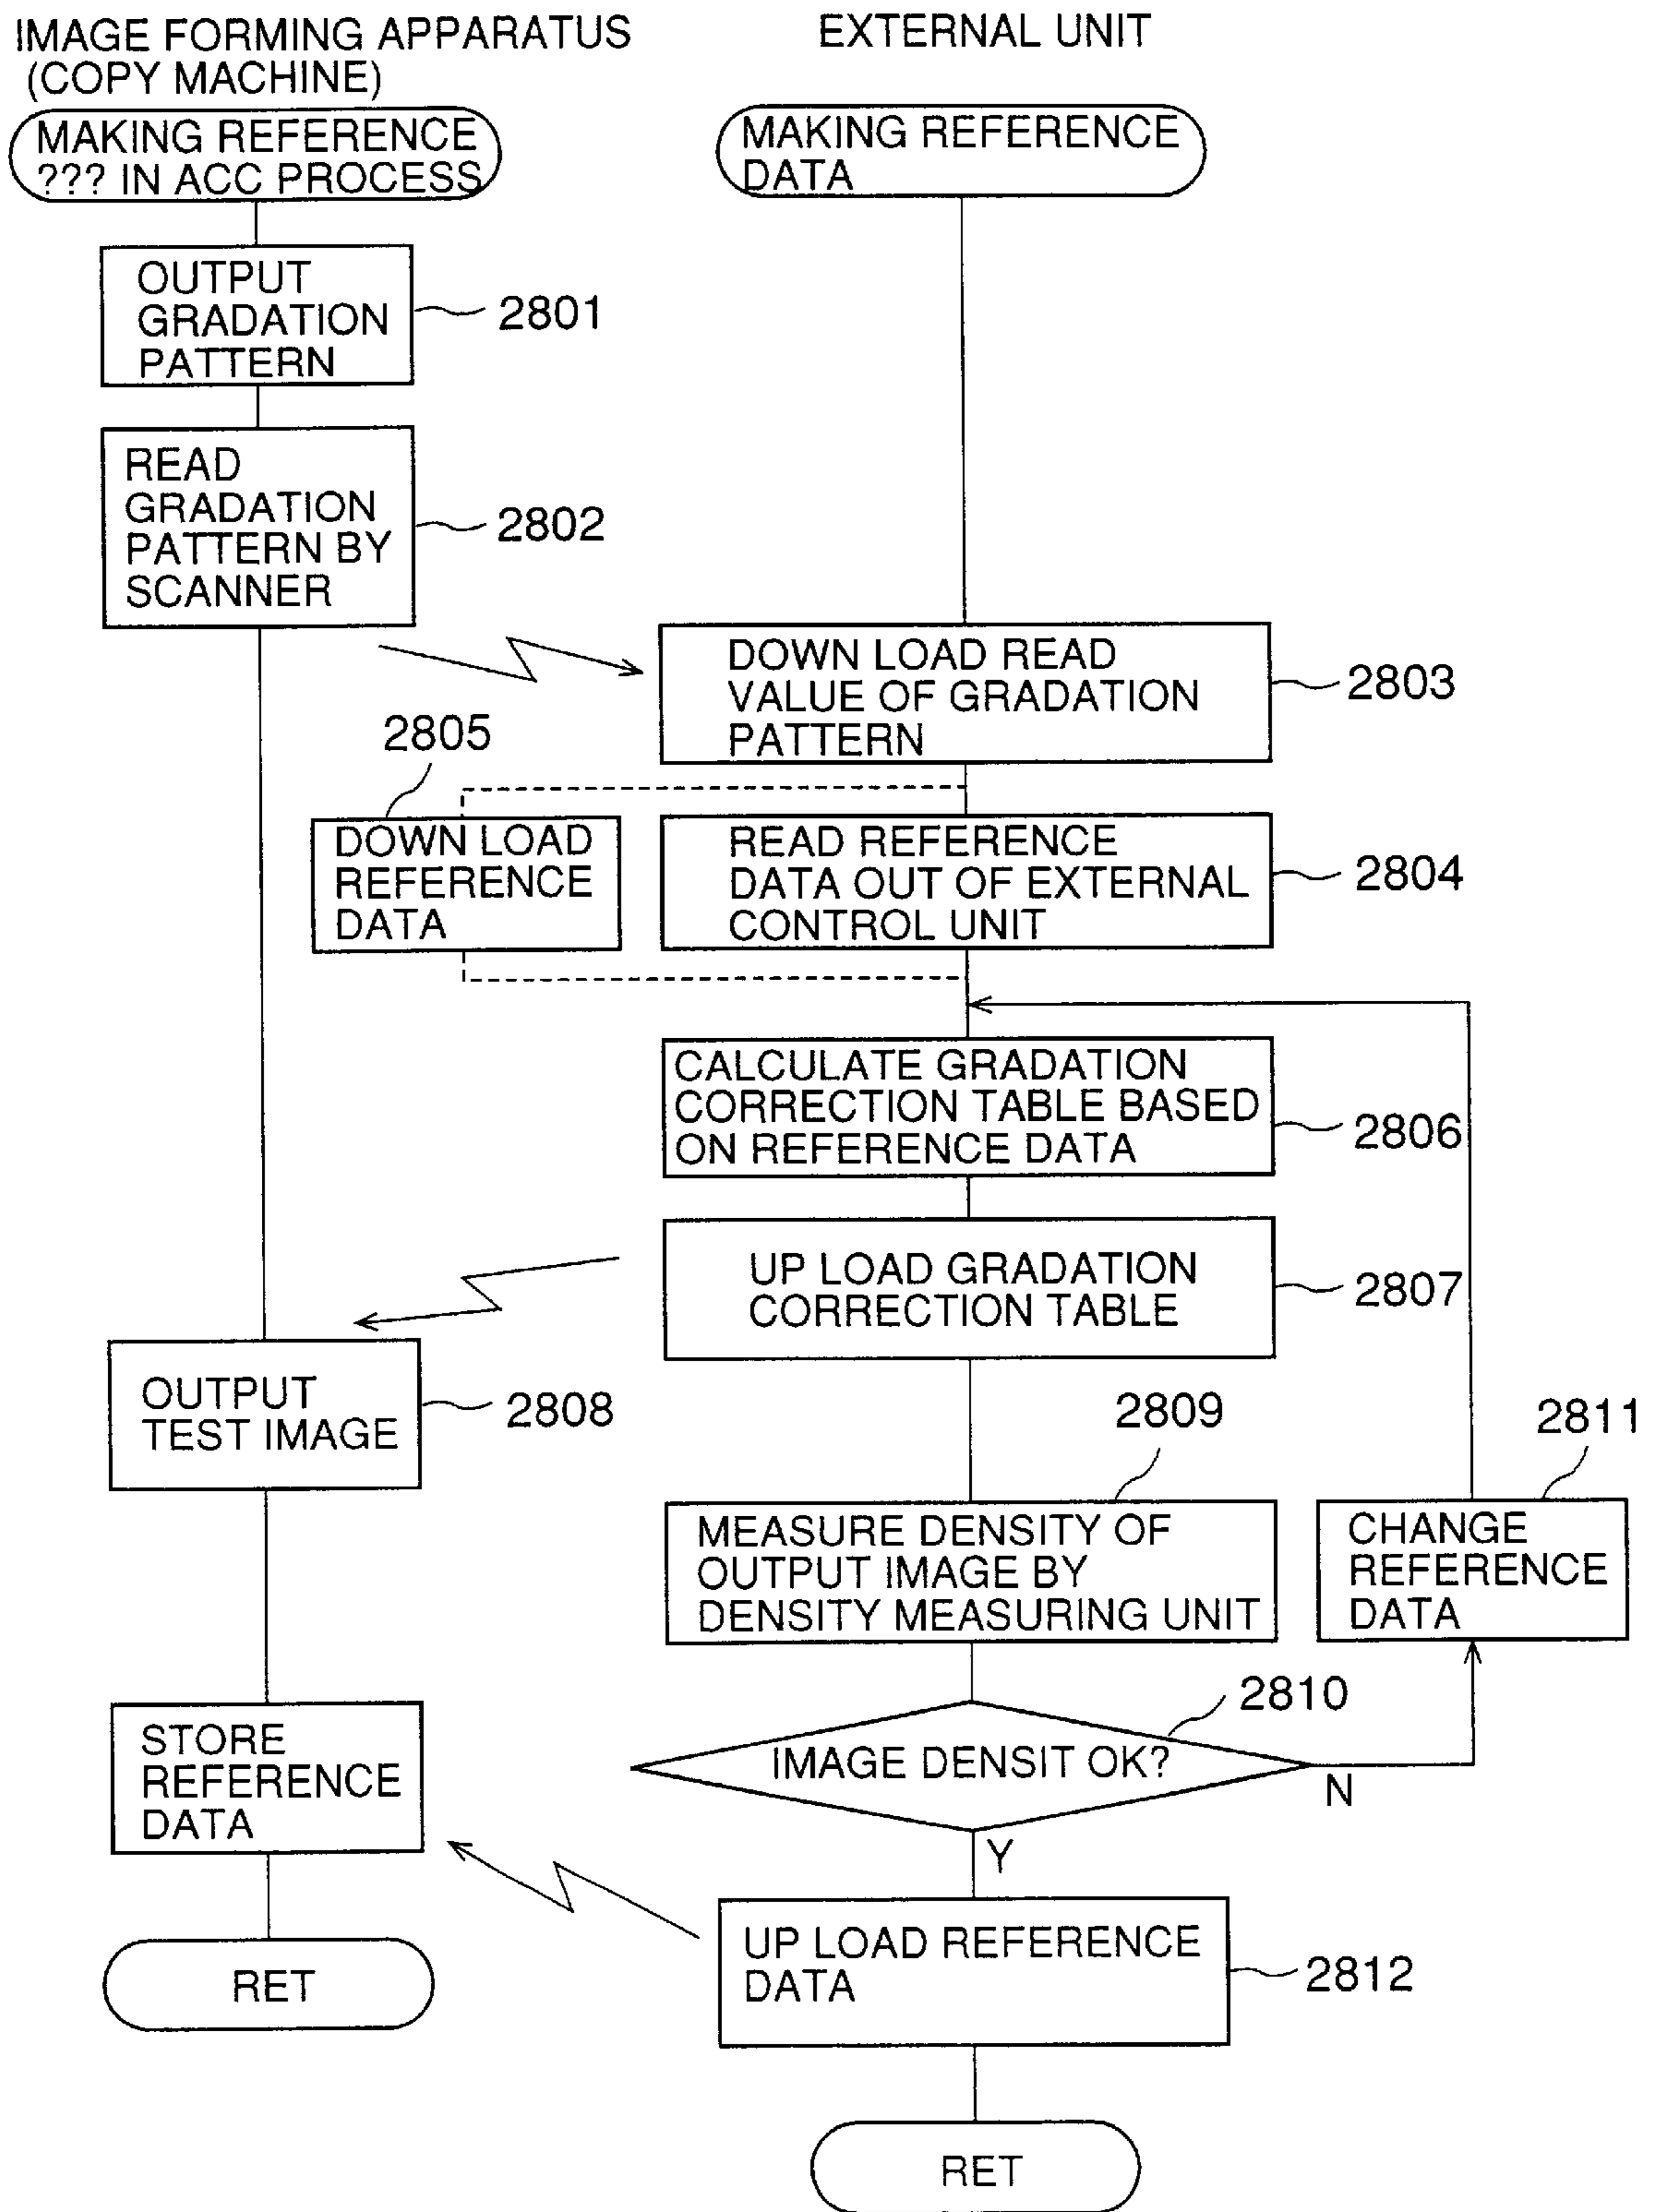 IMAGE FORMING APPARATUS
(COPY MACHINE)
EXTERNAL UNIT
MAKING REFERENCE
??? IN ACC PROCESS
MAKING REFERENCE
DATA
OUTPUT
GRADATION
PATTERN
2801
READ
GRADATION
PATTERN BY
SCANNER
2802
DOWN LOAD READ
VALUE OF GRADATION
PATTERN
2803
2805
DOWN LOAD
REFERENCE
DATA
READ REFERENCE
DATA OUT OF EXTERNAL
CONTROL UNIT
2804
CALCULATE GRADATION
CORRECTION TABLE BASED
ON REFERENCE DATA
2806
UP LOAD GRADATION
CORRECTION TABLE
2807
OUTPUT
TEST IMAGE
2808
2809
MEASURE DENSITY OF
OUTPUT IMAGE BY
DENSITY MEASURING UNIT
2811
CHANGE
REFERENCE
DATA
2810
IMAGE DENSIT OK?
N
Y
STORE
REFERENCE
DATA
UP LOAD REFERENCE
DATA
2812
RET
RET